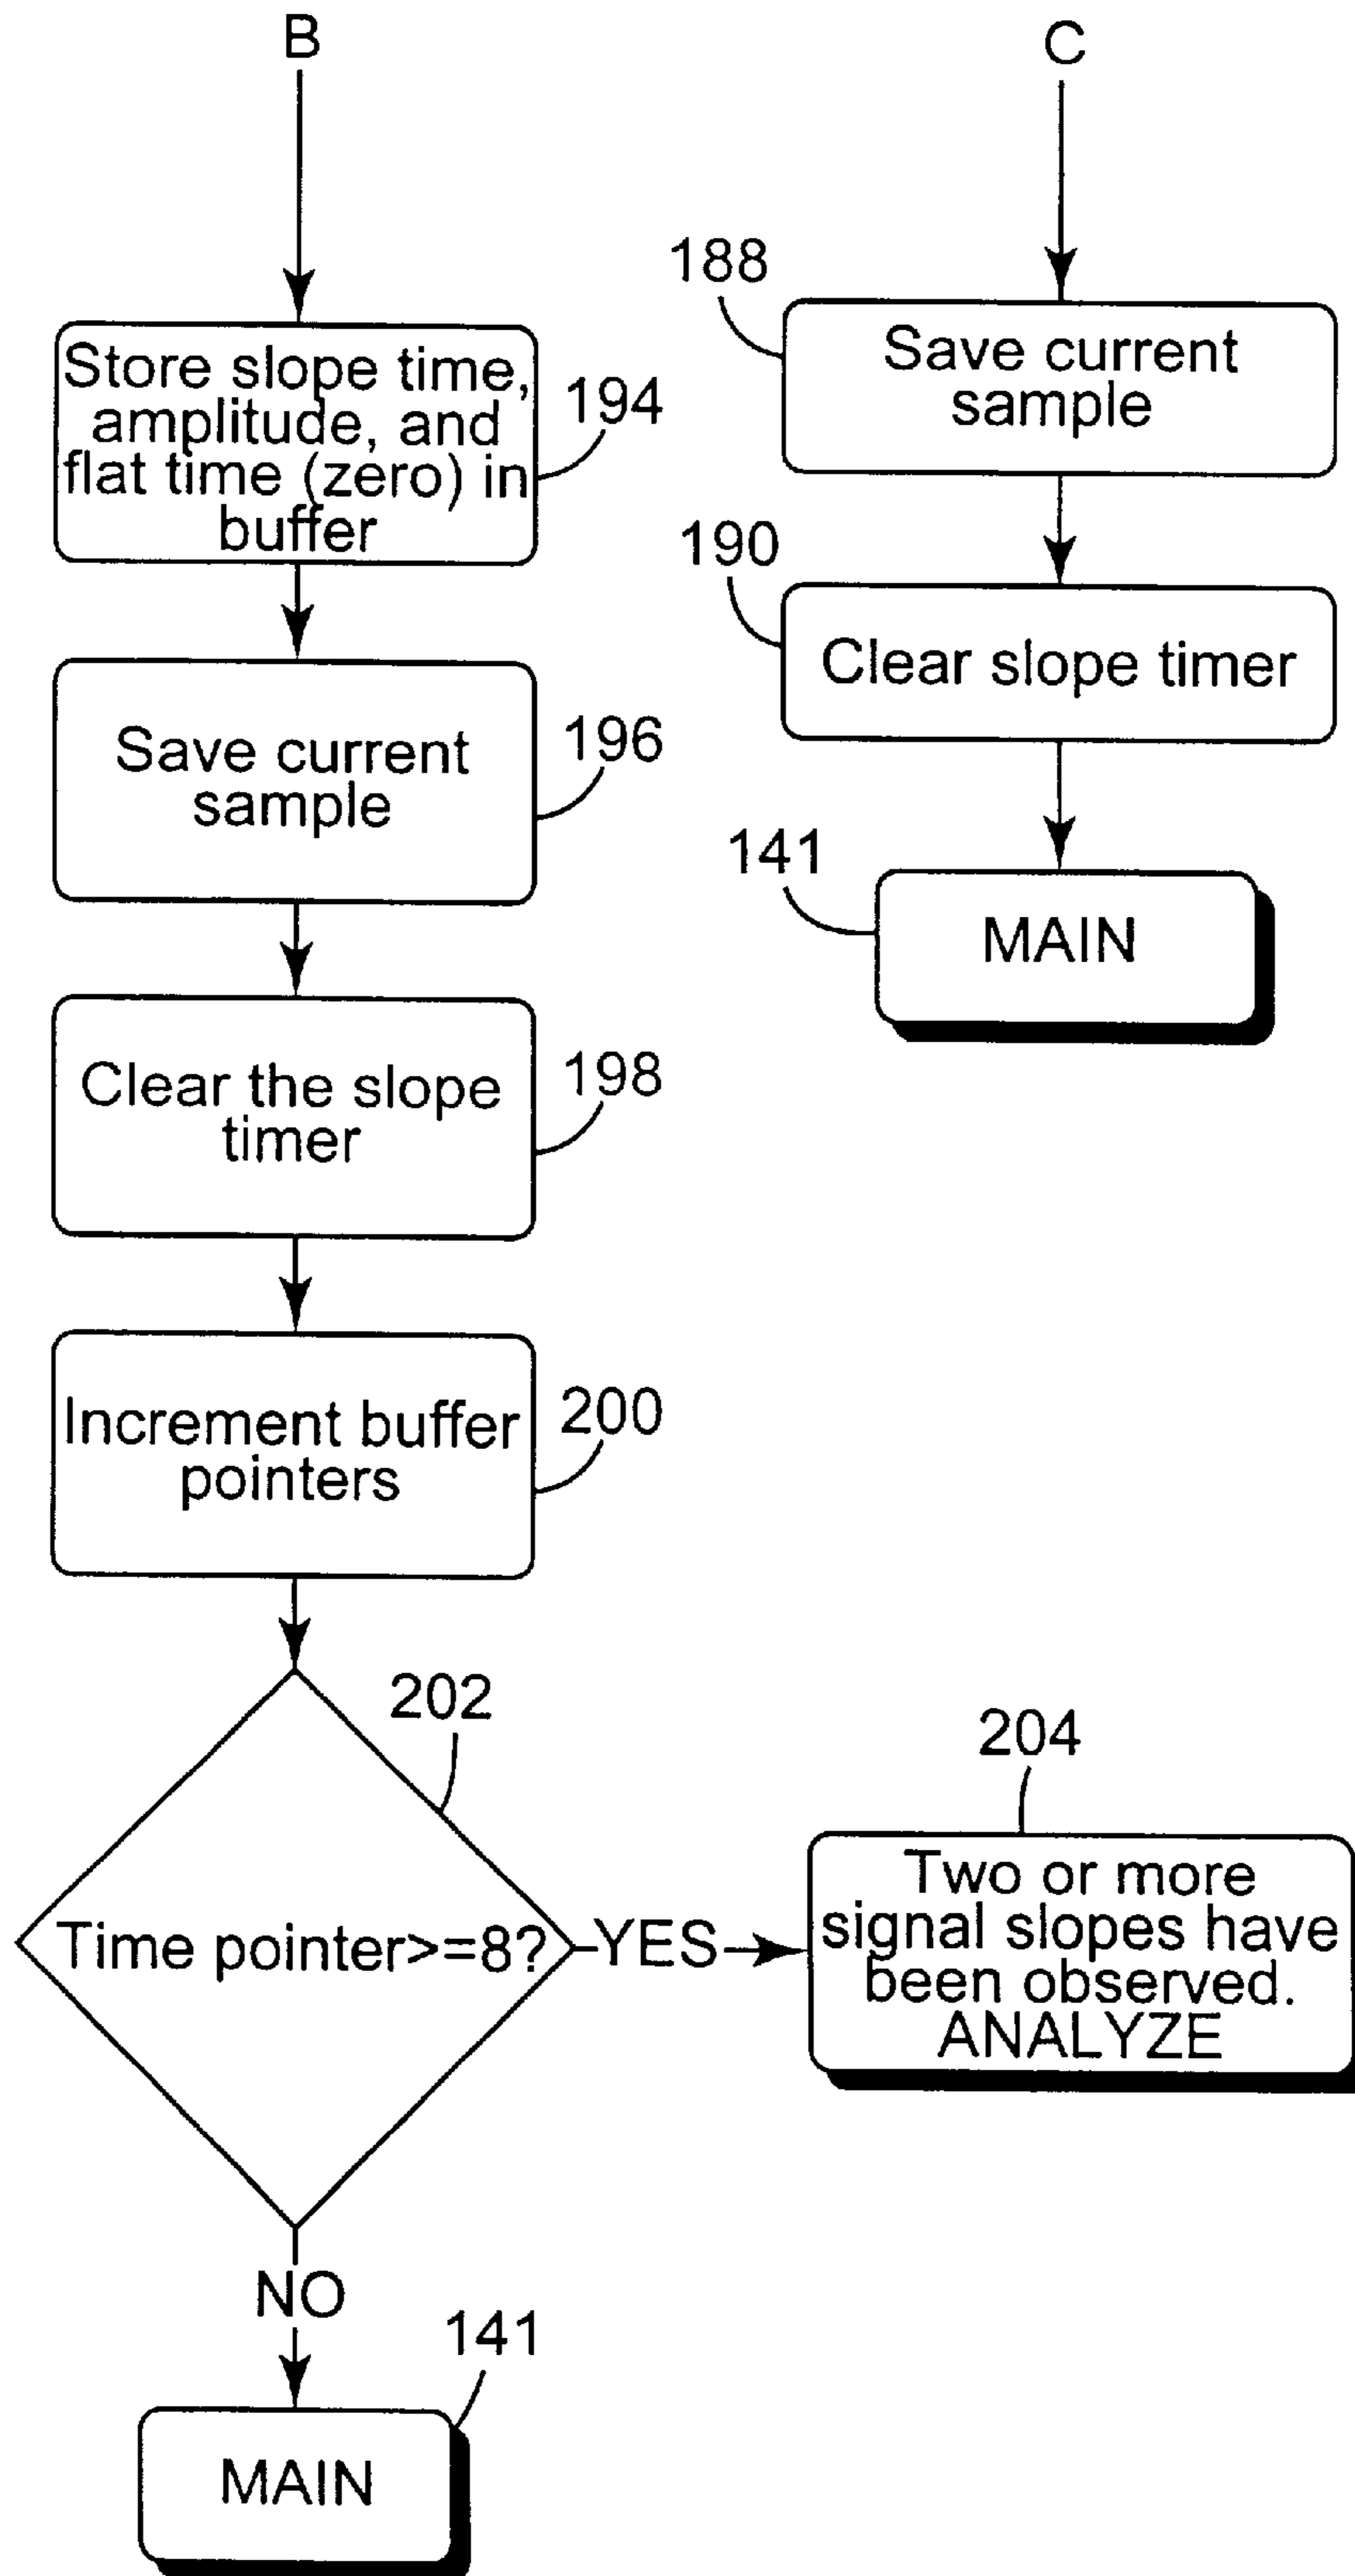 B
Store slope time,
amplitude, and
flat time (zero) in
buffer
194
Save current
sample
196
Clear the slope
timer
198
Increment buffer
pointers
200
202
Time pointer>=8?
YES
204
Two or more
signal slopes have
been observed.
ANALYZE
NO
141
MAIN
C
188
Save current
sample
190
Clear slope timer
141
MAIN